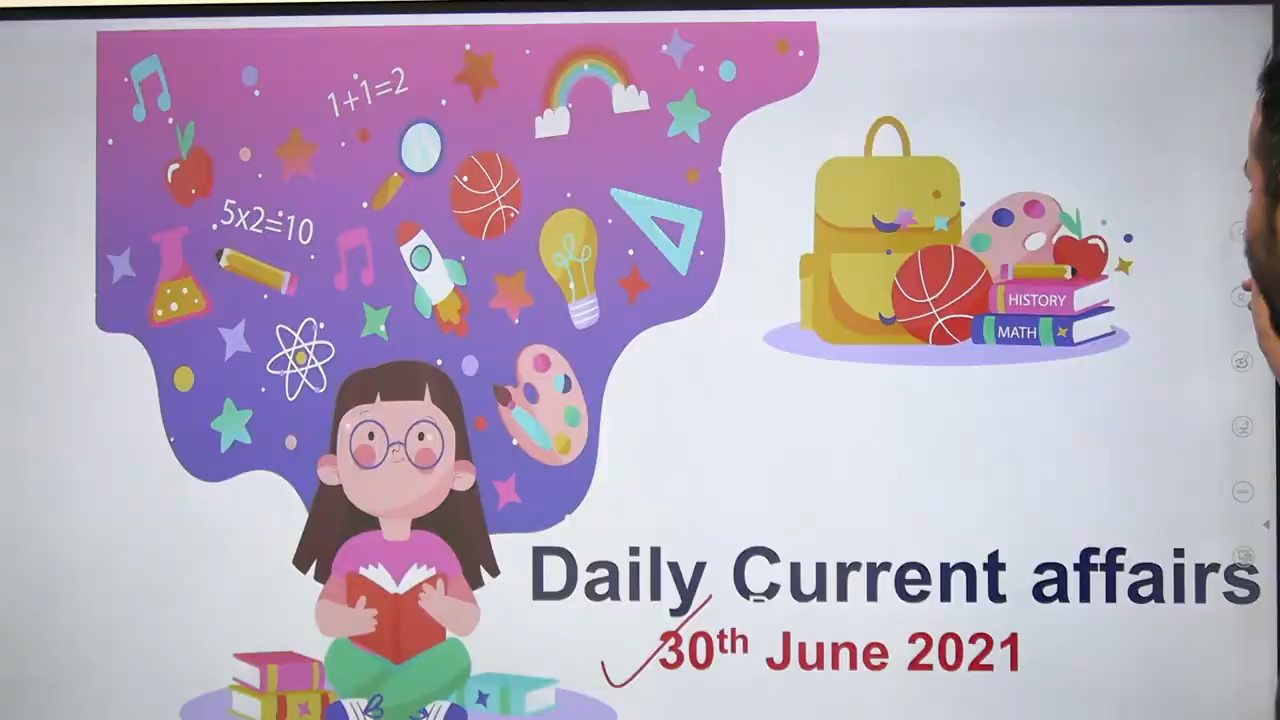 1+1=2
5x2=10
HISTORY
MATH
Daily Current affairs
30th June 2021